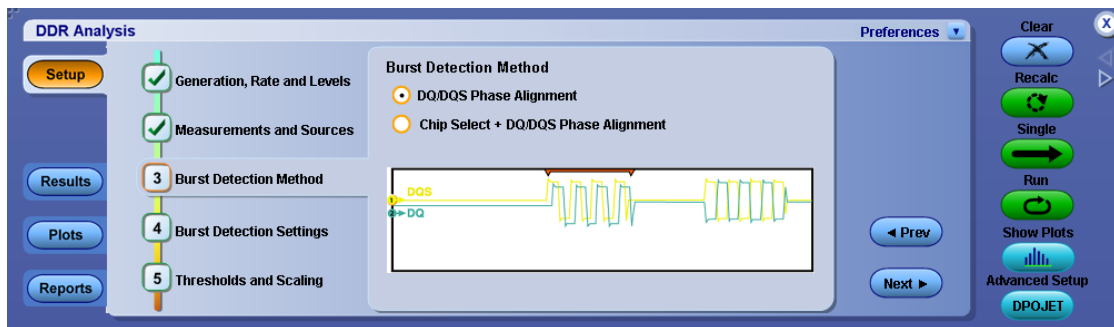 DDR Analysis
Preferences
Clear
X
Setup
Generation, Rate and Levels
Measurements and Sources
Results
3 Burst Detection Method
Plots
4 Burst Detection Settings
Reports
5 Thresholds and Scaling
Burst Detection Method
DQ/DQS Phase Alignment
Chip Select + DQ/DQS Phase Alignment
DQS
DQ
Prev
Next
Recalc
Single
Run
Show Plots
Advanced Setup
DPOJET